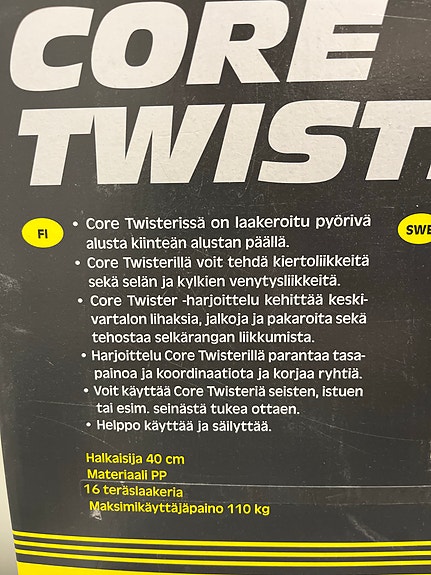 CORE
TWIST
FI
SWE
• Core Twisterissä on laakeroitu pyörivä
alusta kiinteän alustan päällä.
• Core Twisterillä voit tehdä kiertoliikkeitä
sekä selän ja kylkien venytysliikkeitä.
• Core Twister -harjoittelu kehittää keski-
vartalon lihaksia, jalkoja ja pakaroita sekä
tehostaa selkärangan liikkumista.
• Harjoittelu Core Twisterillä parantaa tasa-
painoa ja koordinaatiota ja korjaa ryhtiä.
• Voit käyttää Core Twisteriä seisten, istuen
tai esim. seinästä tukea ottaen.
• Helppo käyttää ja säilyttää.
Halkaisija 40 cm
Materiaali PP
16 teräslaakeria
Maksimikäyttäjäpaino 110 kg